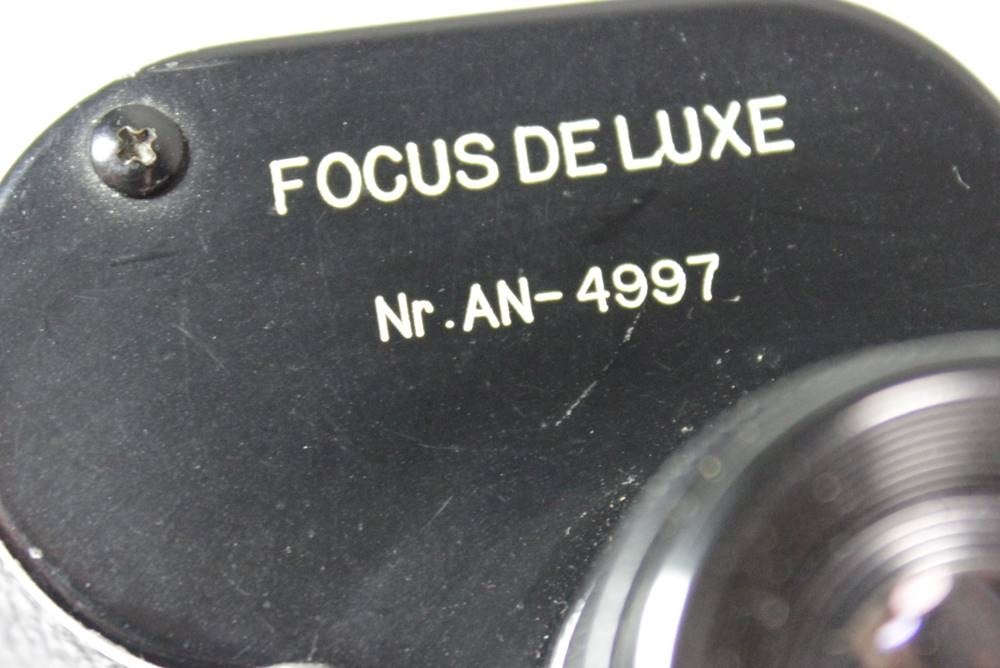 FOCUS DE LUXE
Nr. AN-4997